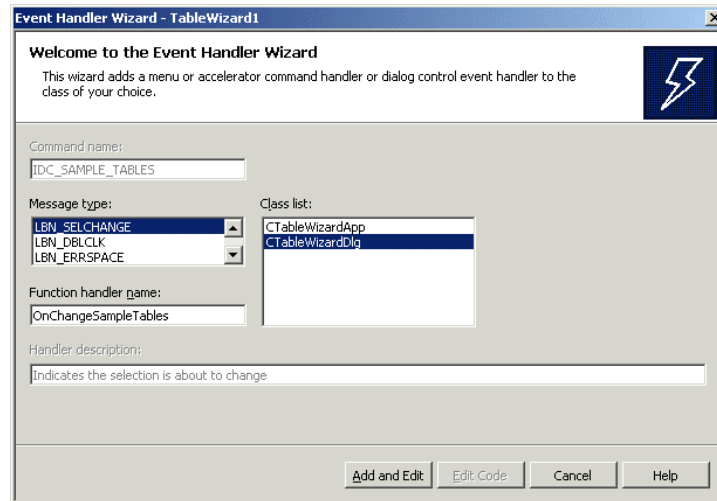 Event Handler Wizard - TableWizard1
Welcome to the Event Handler Wizard
This wizard adds a menu or accelerator command handler or dialog control event handler to the
class of your choice.
Command name:
IDC_SAMPLE_TABLES
Message type:
LBN_SELCHANGE
LBN_DBLCLK
LBN_ERRSPACE
Class list:
CTableWizardApp
CTableWizardDlg
Function handler name:
OnChangeSampleTables
Handler description:
Indicates the selection is about to change
Add and Edit
Edit Code
Cancel
Help